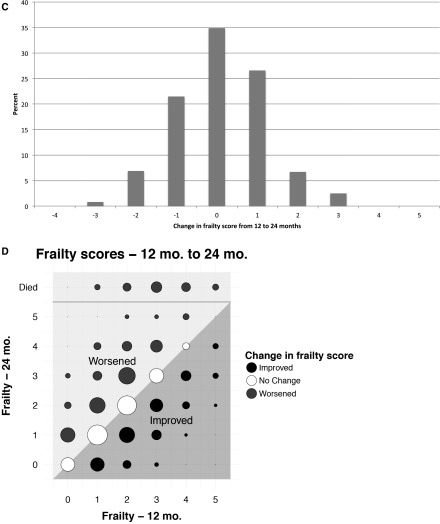 C
40
35
30
25
20
15
10
5
0
Percent
-4 -3 -2 -1 0 1 2 3 4 5
Change in frailty score from 12 to 24 months
D
Frailty scores – 12 mo. to 24 mo.
Died
5
4
3
2
1
0
Frailty – 24 mo.
Worsened
Improved
0 1 2 3 4 5
Frailty – 12 mo.
Change in frailty score
Improved
No Change
Worsened